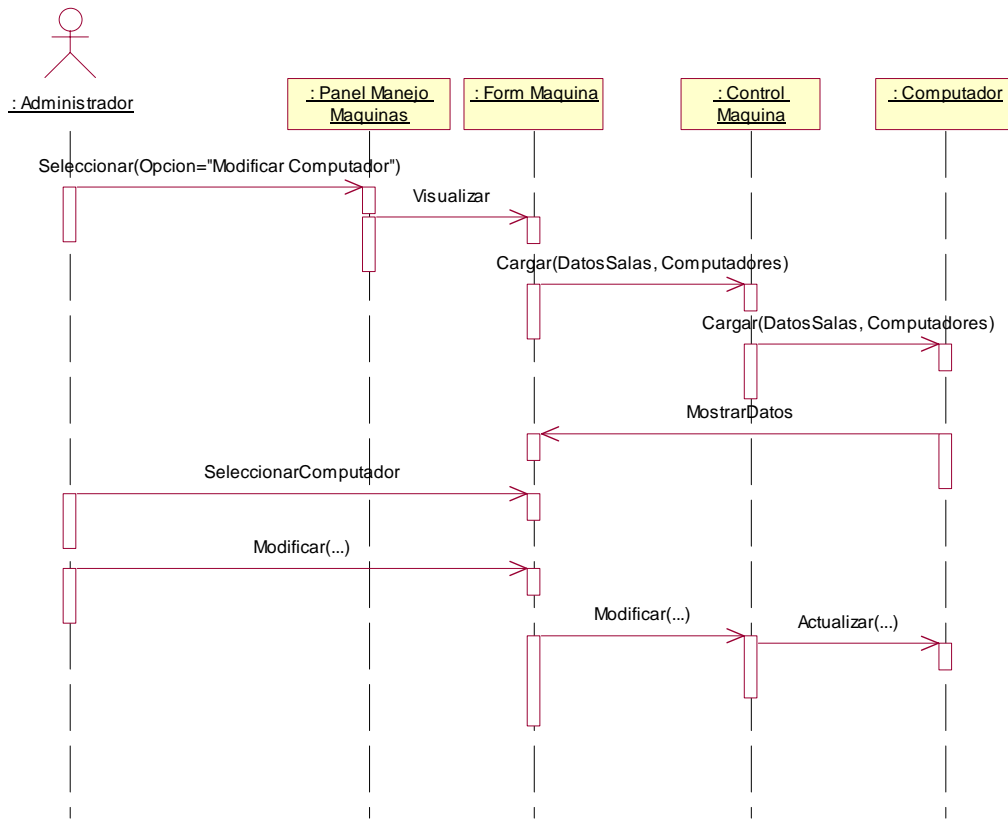 : Administrador
: Panel Manejo
Maquinas
: Form Maquina
: Control
Maquina
: Computador
Seleccionar(Opcion="Modificar Computador")
Visualizar
Cargar(DatosSalas, Computadores)
Cargar(DatosSalas, Computadores)
MostrarDatos
SeleccionarComputador
Modificar(...)
Modificar(...)
Actualizar(...)